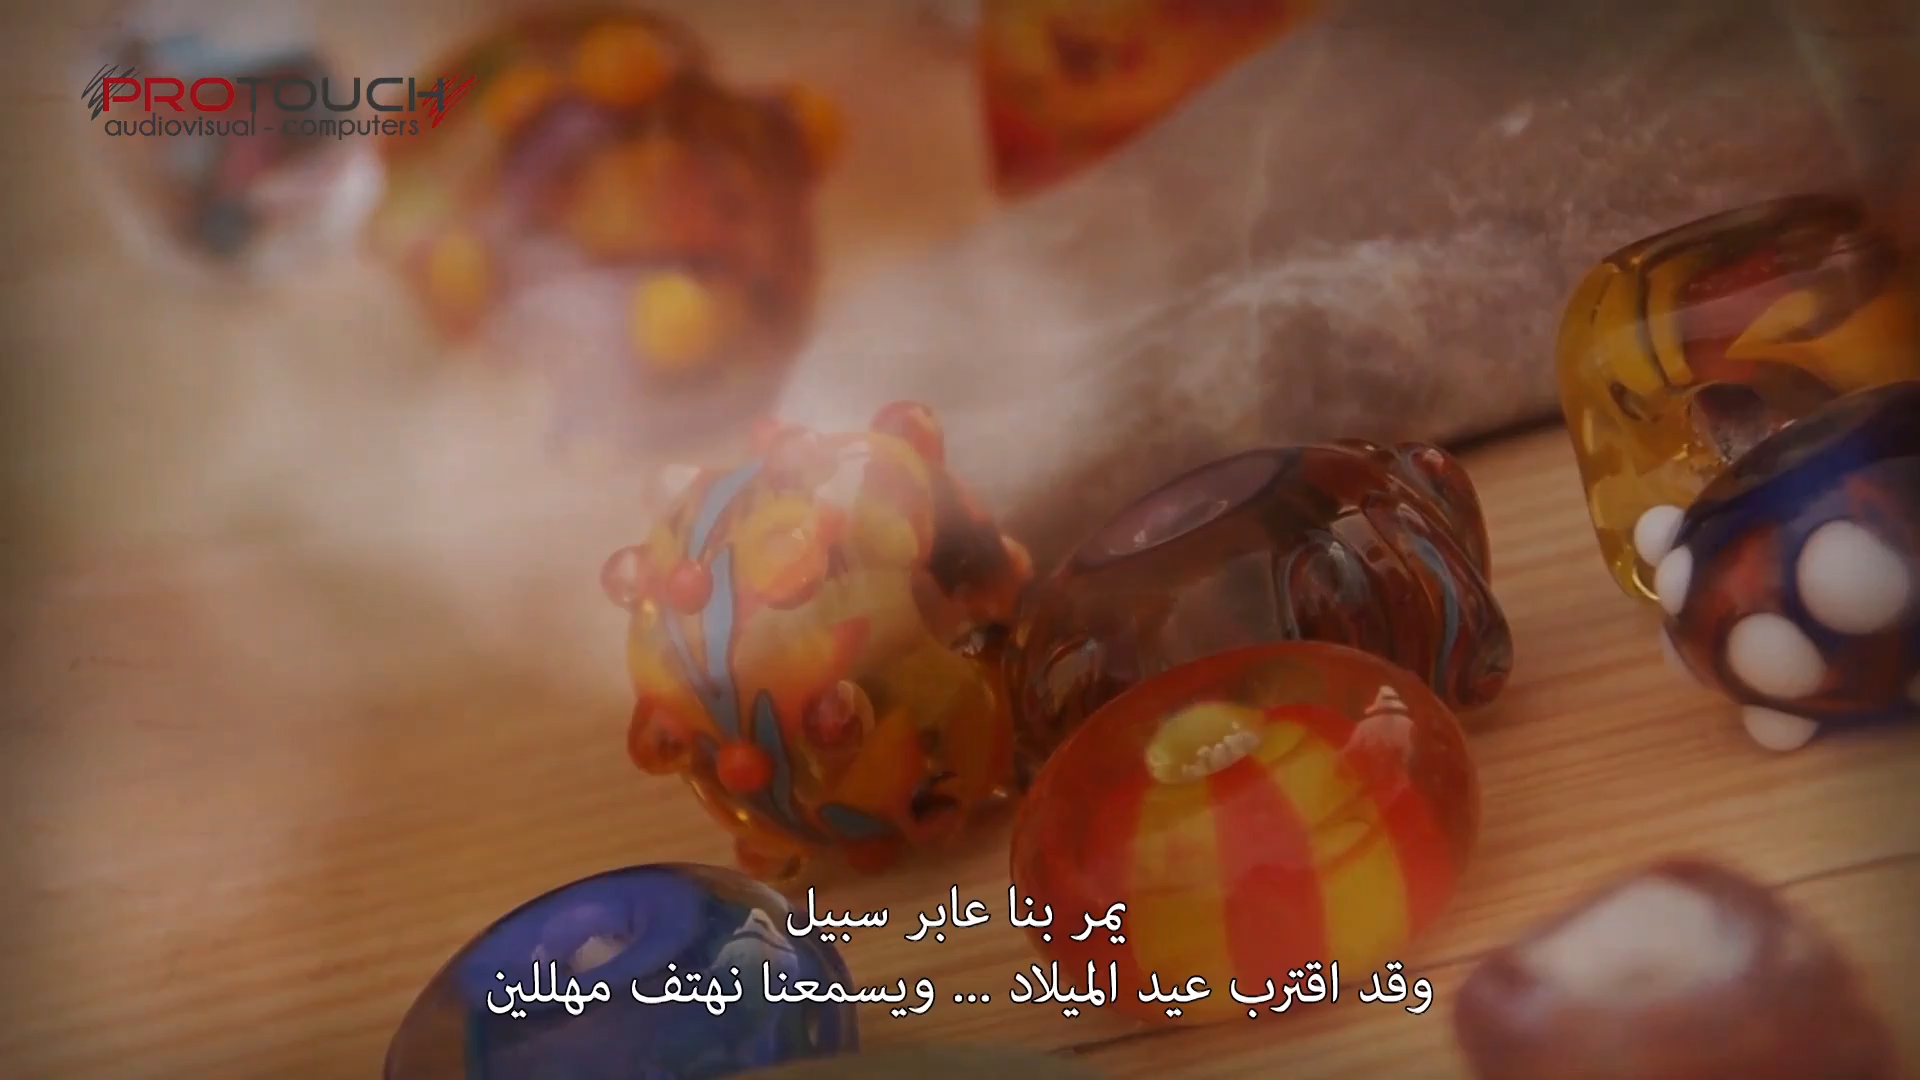 PROTOUCH
audiovisual - computers
يمر بنا عابر سبيل
وقد اقترب عيد الميلاد ... ويسمعنا نهتف مهللين